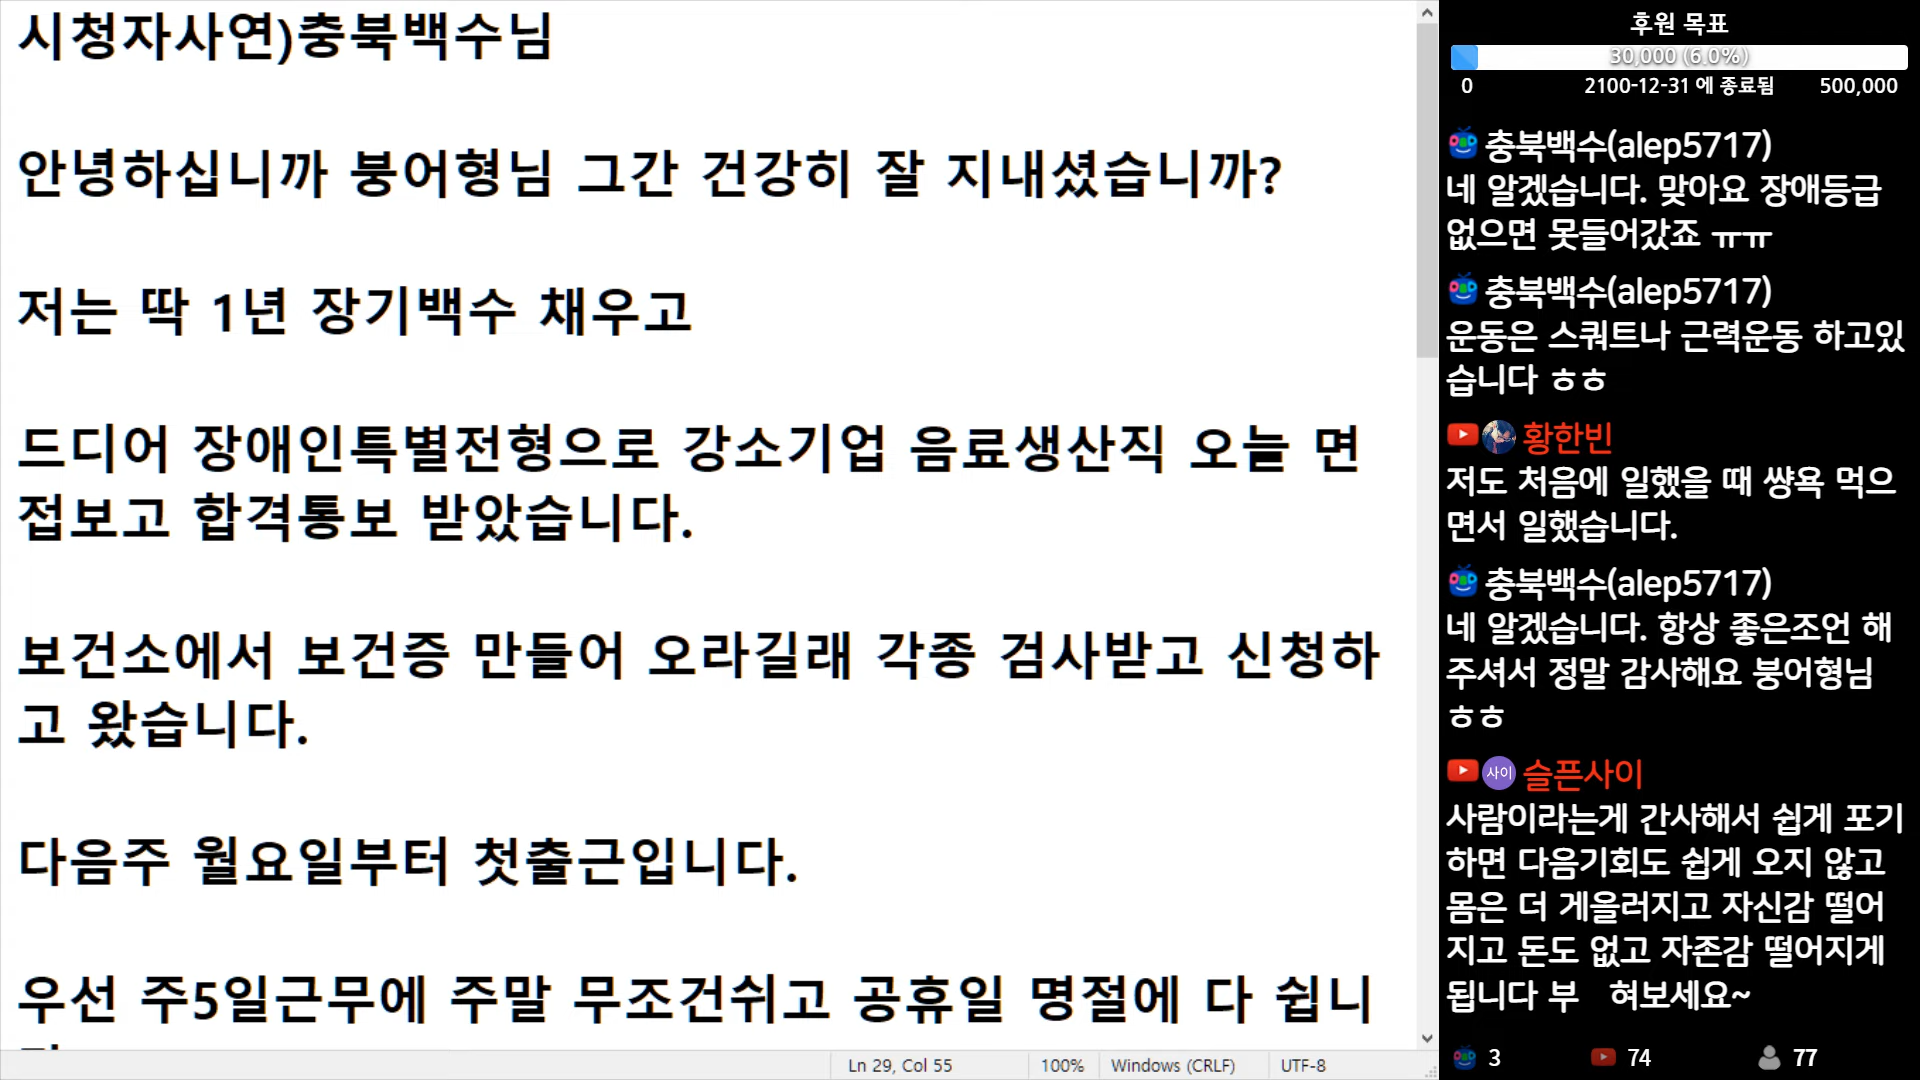 시청자사연)충북백수님
안녕하십니까 붕어형님 그간 건강히 잘 지내셨습니까?
저는 딱 1년 장기백수 채우고
드디어 장애인특별전형으로 강소기업 음료생산직 오늘 면
접보고 합격통보 받았습니다.
보건소에서 보건증 만들어 오라길래 각종 검사받고 신청하
고 왔습니다.
다음주 월요일부터 첫출근입니다.
우선 주5일근무에 주말 무조건쉬고 공휴일 명절에 다 쉽니
Ln 29, Col 55
100%
Windows (CRLF)
UTF-8
후원 목표
30,000 (6.0%)
0
2100-12-31 에 종료됨
500,000
충북백수(alep5717)
네 알겠습니다. 맞아요 장애등급
없으면 못들어갔죠 ㅠㅠ
충북백수(alep5717)
운동은 스쿼트나 근력운동 하고있
습니다 ㅎㅎ
황한빈
저도 처음에 일했을 때 썅욕 먹으
면서 일했습니다.
충북백수(alep5717)
네 알겠습니다. 항상 좋은조언 해
주셔서 정말 감사해요 붕어형님
ㅎㅎ
사이 슬픈사이
사람이라는게 간사해서 쉽게 포기
하면 다음기회도 쉽게 오지 않고
몸은 더 게을러지고 자신감 떨어
지고 돈도 없고 자존감 떨어지게
됩니다 부 혀보세요~
3
74
77